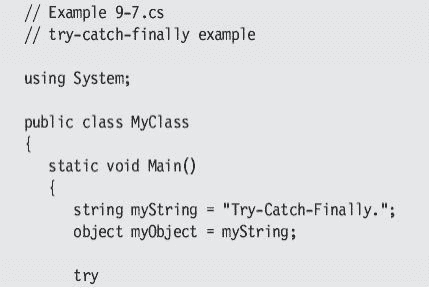 // Example 9-7.cs
// try-catch-finally example
using System;
public class MyClass
{
static void Main()
{
string myString = "Try-Catch-Finally.";
object myObject = myString;
try